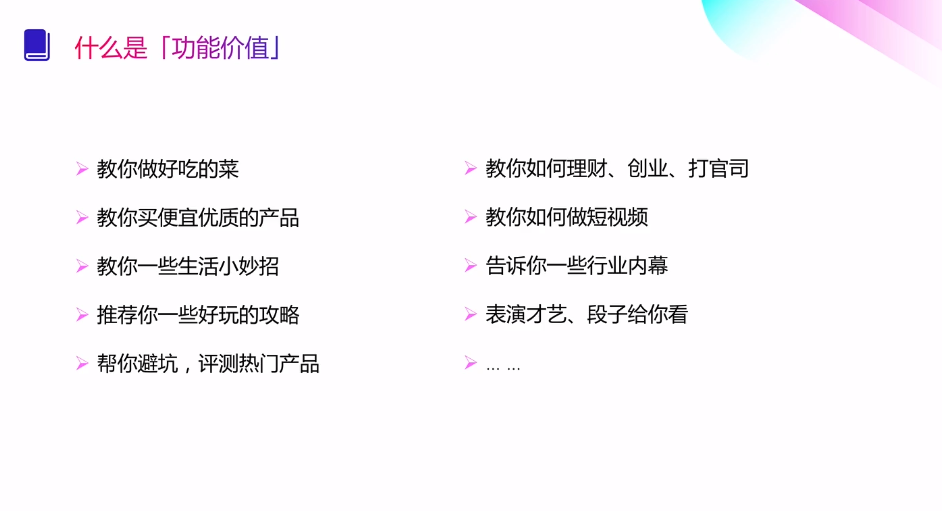 什么是「功能价值」
教你做好吃的菜
教你买便宜优质的产品
教你一些生活小妙招
推荐你一些好玩的攻略
帮你避坑，评测热门产品
教你如何理财、创业、打官司
教你如何做短视频
告诉你一些行业内幕
表演才艺、段子给你看
... ...